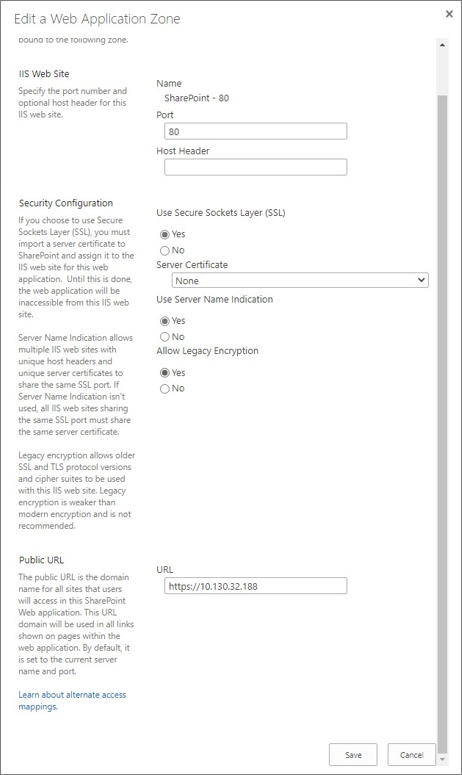 Edit a Web Application Zone
bound to the following zone.
IIS Web Site
Specify the port number and
optional host header for this
IIS web site.
Name
SharePoint - 80
Port
80
Host Header
Security Configuration
If you choose to use Secure
Sockets Layer (SSL), you must
import a server certificate to
SharePoint and assign it to the
IIS web site for this web
application. Until this is done,
the web application will be
inaccessible from this IIS web
site.
Server Name Indication allows
multiple IIS web sites with
unique host headers and
unique server certificates to
share the same SSL port. If
Server Name Indication isn't
used, all IIS web sites sharing
the same SSL port must share
the same server certificate.
Legacy encryption allows older
SSL and TLS protocol versions
and cipher suites to be used
with this IIS web site. Legacy
encryption is weaker than
modern encryption and is not
recommended.
Use Secure Sockets Layer (SSL)
Yes
No
Server Certificate
None
Use Server Name Indication
Yes
No
Allow Legacy Encryption
Yes
No
Public URL
The public URL is the domain
name for all sites that users
will access in this SharePoint
Web application. This URL
domain will be used in all links
shown on pages within the
web application. By default, it
is set to the current server
name and port.
Learn about alternate access
mappings.
URL
https://10.130.32.188
Save
Cancel